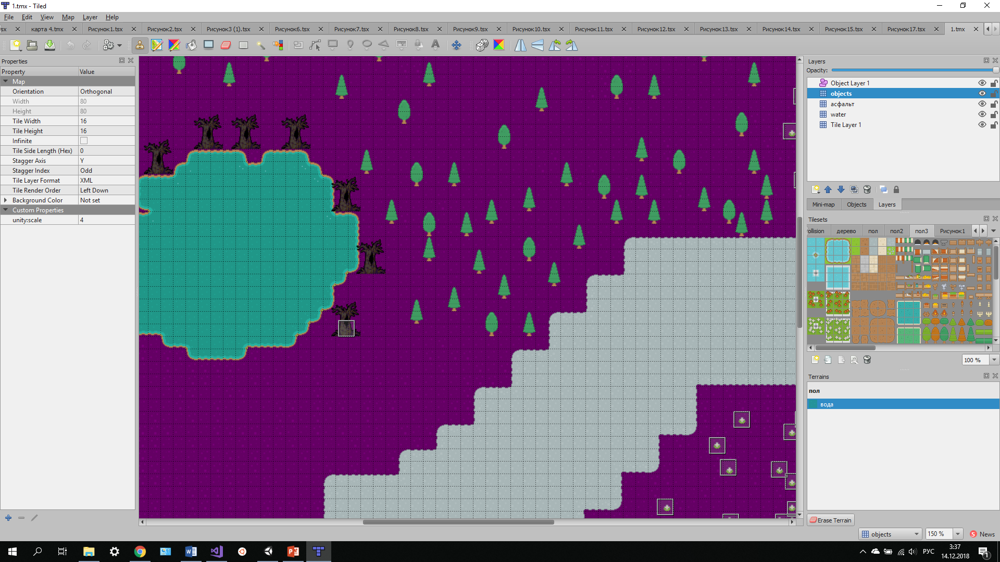 1.tmx - Tiled
File Edit View Map Layer Help
sx карта 4.tmx Рисунок1.tsx Рисунок2.tsx Рисунок3 (1).tsx Рисунок6.tsx Рисунок7.tsx Рисунок8.tsx Рисунок9.tsx Рисунок10.tsx Рисунок11.tsx Рисунок12.tsx Рисунок13.tsx Рисунок14.tsx Рисунок15.tsx Рисунок17.tsx 1.tmx
Properties
Property Value
Map
Orientation Orthogonal
Width 80
Height 80
Tile Width 16
Tile Height 16
Infinite
Tile Side Length (Hex) 0
Stagger Axis Y
Stagger Index Odd
Tile Layer Format XML
Tile Render Order Left Down
Background Color Not set
Custom Properties
unity:scale 4
Layers
Opacity:
Object Layer 1
objects
асфальт
water
Tile Layer 1
Mini-map Objects Layers
Tilesets
ollision дерево пол пол2 пол3 Рисунок1
100 %
Terrains
пол
вода
Erase Terrain
objects 150 % 5 News
РУС 3:37
14.12.2018 1